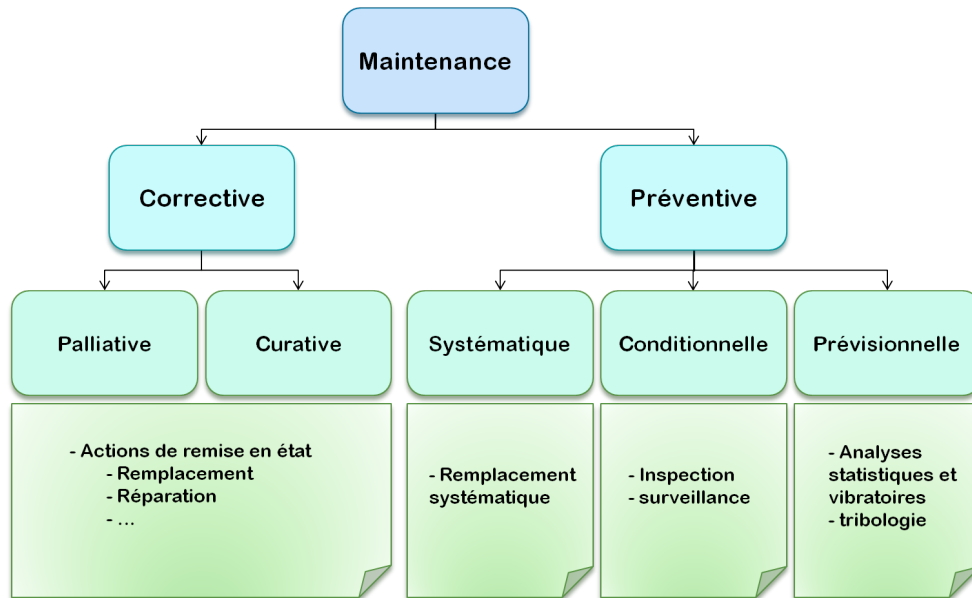 Maintenance
Corrective
Préventive
Palliative
Curative
Systématique
Conditionnelle
Prévisionnelle
- Actions de remise en état
- Remplacement
- Réparation
- ...
- Remplacement
systématique
- Inspection
- surveillance
- Analyses
statistiques et
vibratoires
- tribologie